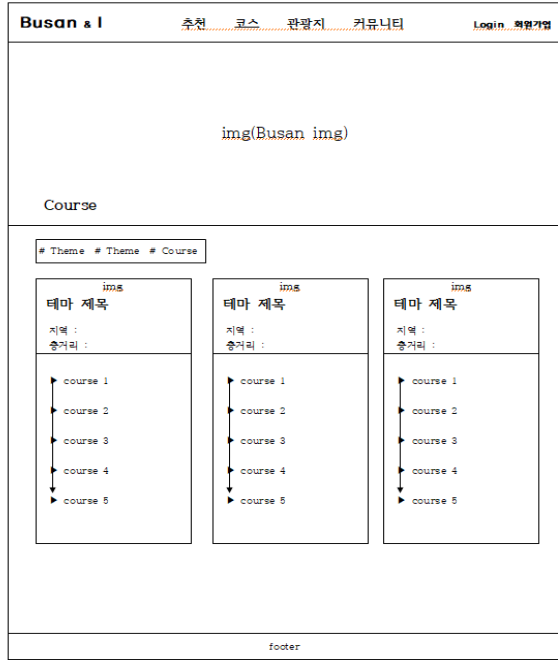 Busan & I 추천 코스 관광지 커뮤니티 Login 회원가입
img(Busan img)
Course
# Theme # Theme # Course
img
테마 제목
지역 :
총거리 :
course 1
course 2
course 3
course 4
course 5
img
테마 제목
지역 :
총거리 :
course 1
course 2
course 3
course 4
course 5
img
테마 제목
지역 :
총거리 :
course 1
course 2
course 3
course 4
course 5
footer